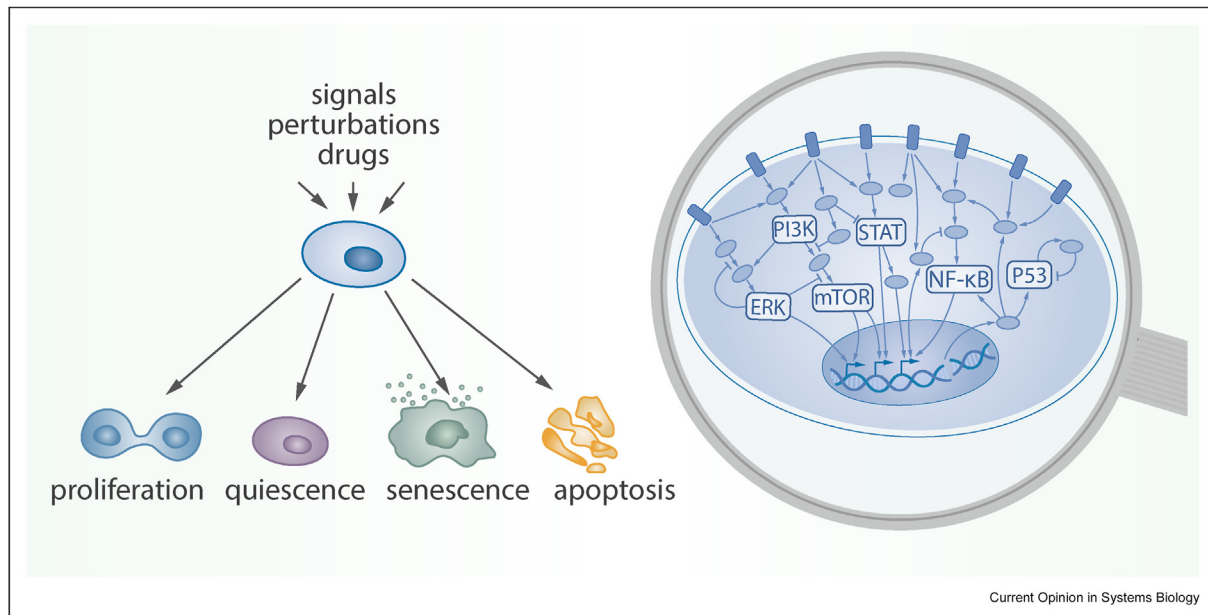 signals
perturbations
drugs
proliferation
quiescence
senescence
apoptosis
PI3K
STAT
ERK
mTOR
NF-κB
P53
Current Opinion in Systems Biology